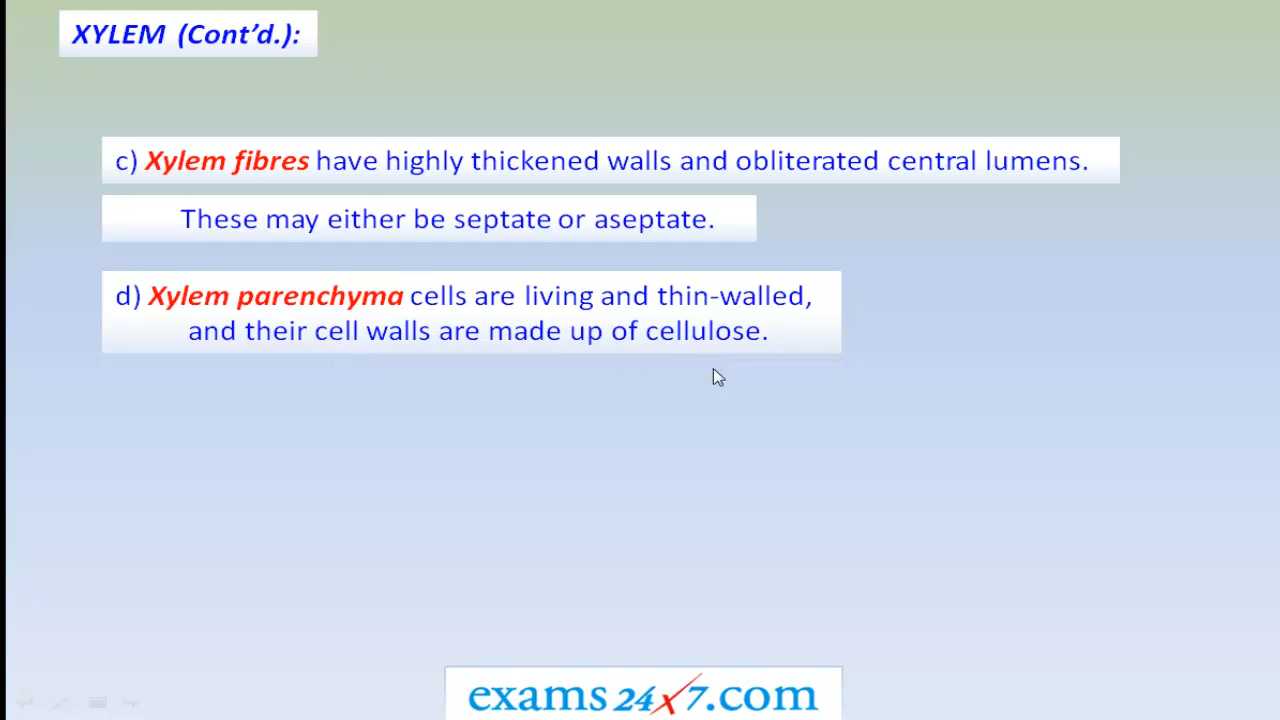 XYLEM (Cont’d.):
c) Xylem fibres have highly thickened walls and obliterated central lumens.
These may either be septate or aseptate.
d) Xylem parenchyma cells are living and thin-walled,
and their cell walls are made up of cellulose.
exams24x7.com